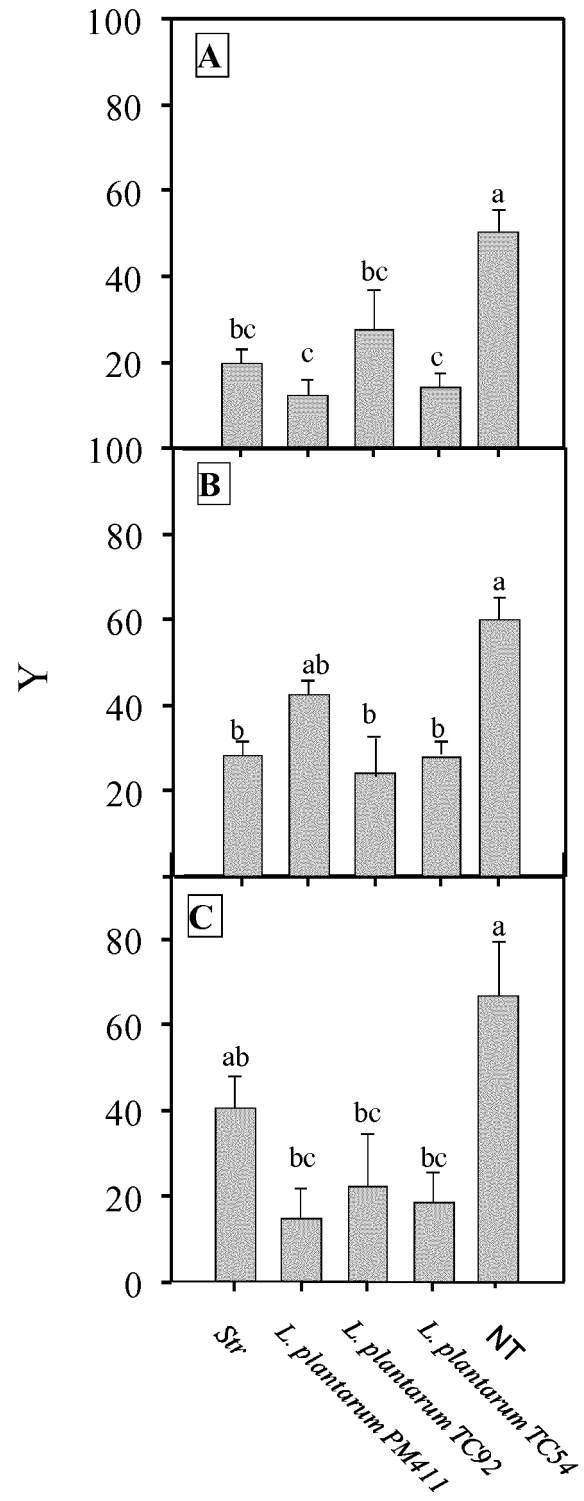 100
A
80
a
60
bc
40
bc
c
c
20
100
B
80
a
60
ab
b
b
b
40
20
Y
C
a
80
60
ab
bc
bc
bc
40
20
0
Str
L. plantarum PM411
L. plantarum TC92
L. plantarum TC54
NT